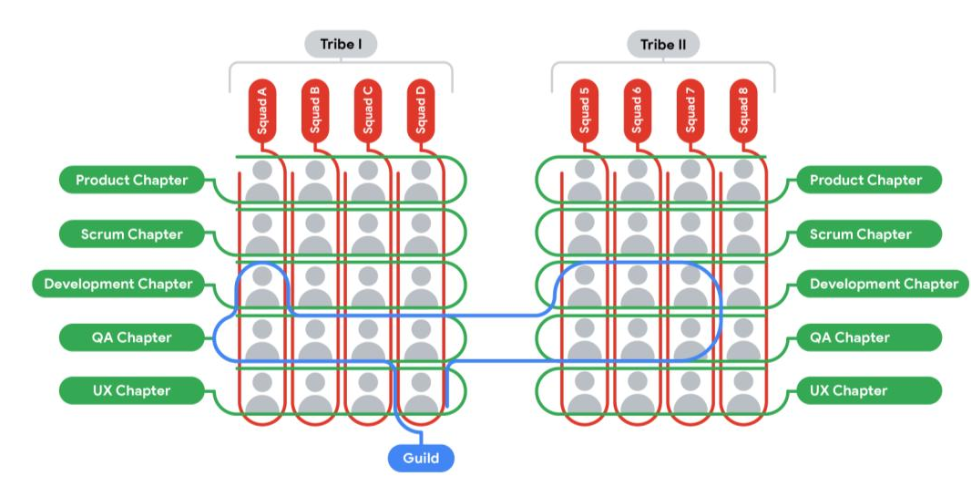 Tribe I
Tribe II
Squad A
Squad B
Squad C
Squad D
Squad 5
Squad 6
Squad 7
Squad 8
Product Chapter
Product Chapter
Scrum Chapter
Scrum Chapter
Development Chapter
Development Chapter
QA Chapter
QA Chapter
UX Chapter
UX Chapter
Guild